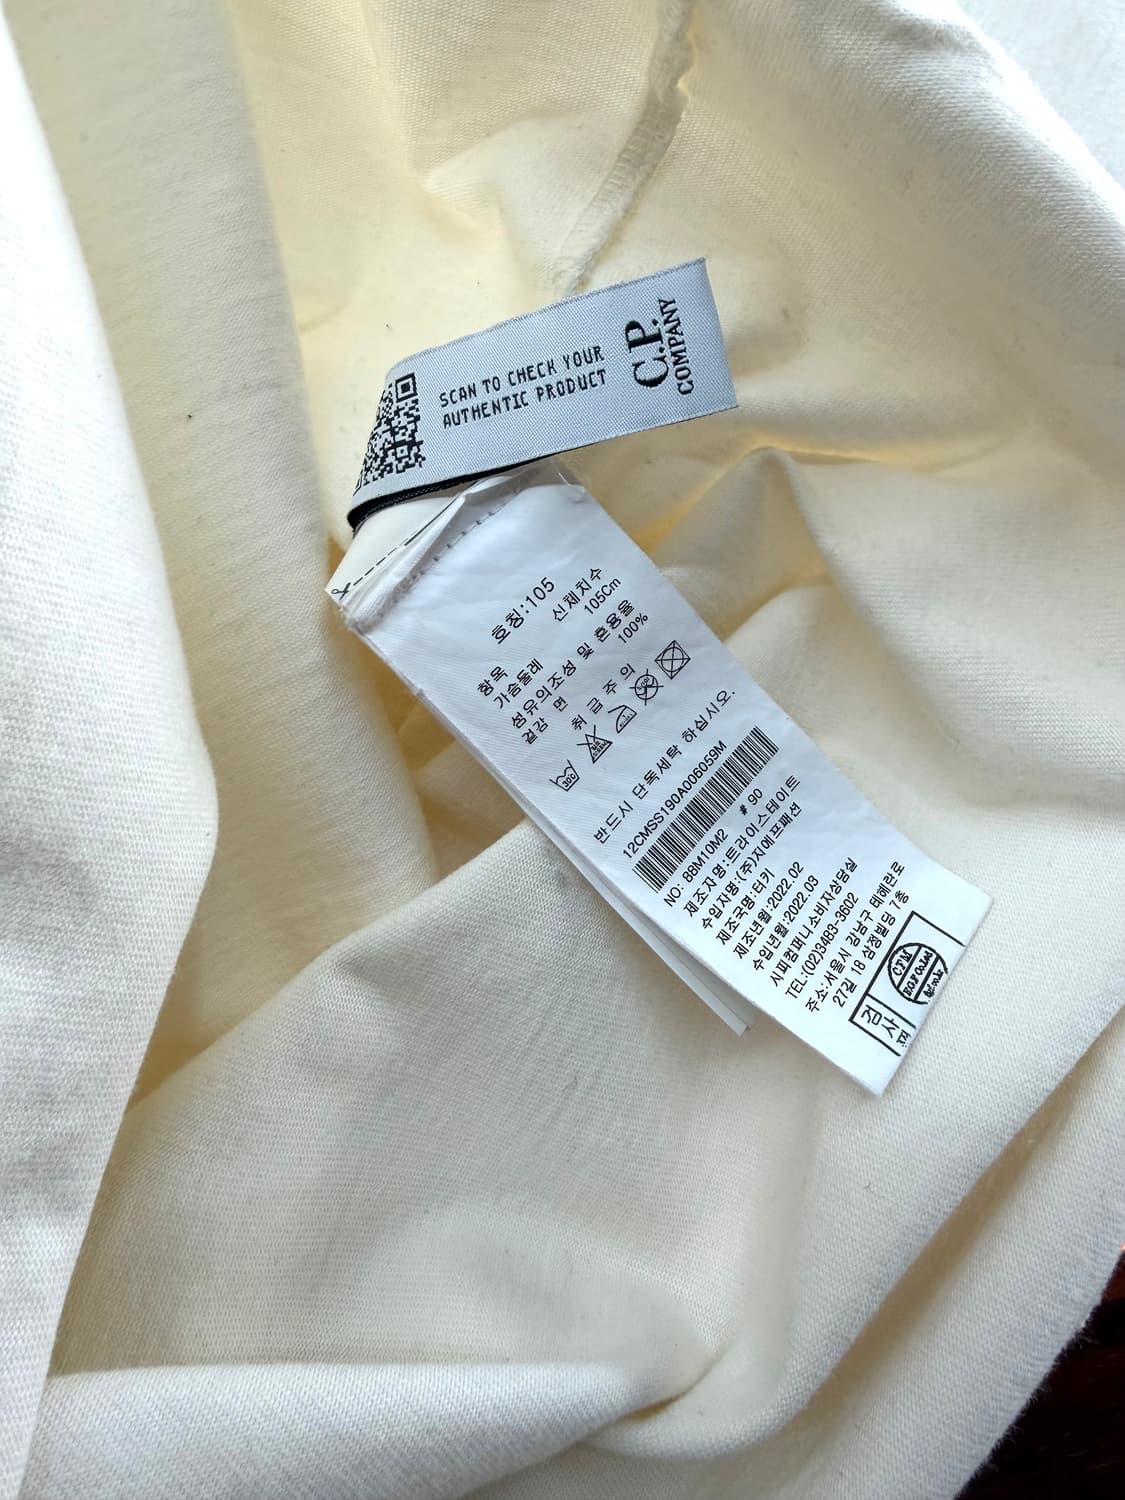 SCAN TO CHECK YOUR
AUTHENTIC PRODUCT
C.P.
COMPANY
호칭:105
항목 신체치수
가슴둘레 105Cm
섬유의조성 및 혼용율
겉감 면 100%
취급주의
30℃
반드시 단독세탁 하십시오.
12CMSS190A006059M
NO: 88M10M2 # 90
제조자명:트라이스테이트
수입자명:(주)지에프패션
제조국명:터키
제조년월:2022.02
수입년월:2022.03
시피컴퍼니소비자상담실
TEL:(02)3483-3602
주소:서울시 강남구 테헤란로
27길 18 삼정빌딩 7층
검사
C.T.M